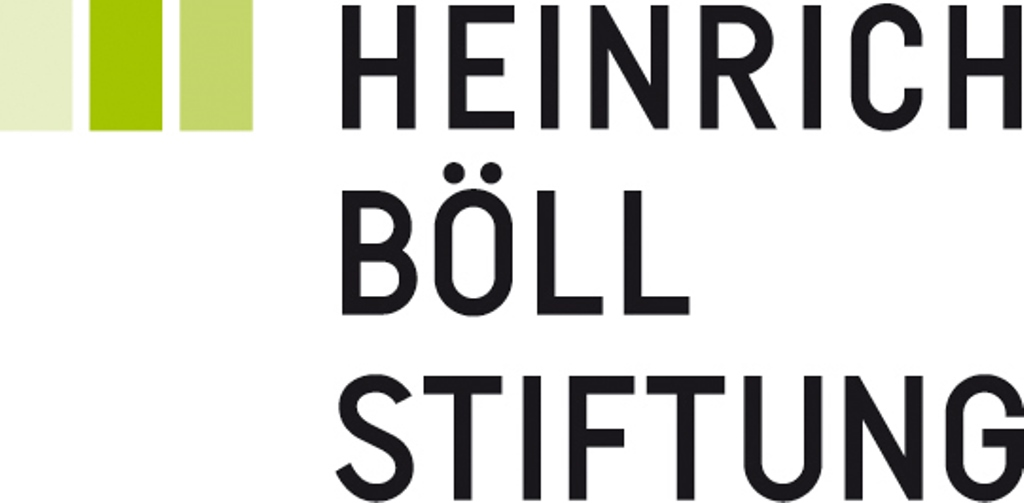 HEINRICH
BÖLL
STIFTUNG